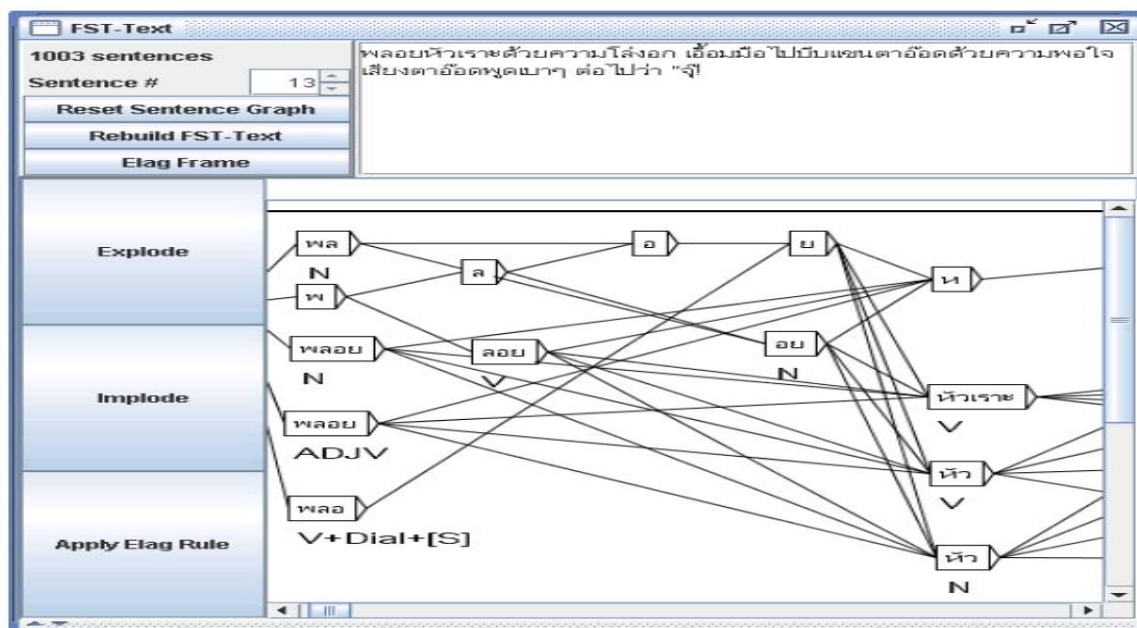 FST-Text
1003 sentences
Sentence # 13
Reset Sentence Graph
Rebuild FST-Text
Elag Frame
พลอยหัวเราะด้วยความโล่งอก เอื้อมมือไปบีบแขนตาอ๊อดด้วยความพอใจ
เสียงตาอ๊อดพูดเบาๆ ต่อไปว่า "จุ๊!
Explode
Implode
Apply Elag Rule
พล
N
พ
ล
อ
ย
ห
พลอย
N
ลอย
V
อย
N
หัวเราะ
V
พลอย
ADJV
หัว
V
พลอ
V+Dial+[S]
หัว
N